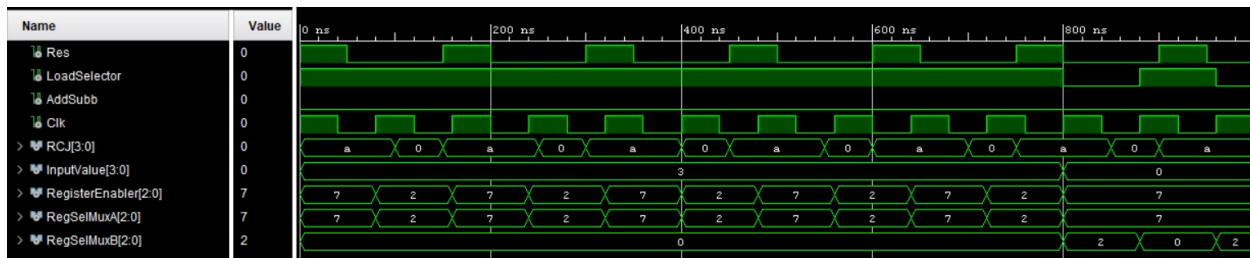 Name Value 0 ns 200 ns 400 ns 600 ns 800 ns
Res 0
LoadSelector 0
AddSubb 0
Clk 0
RCJ[3:0] 0 a 0 a 0 a 0 a 0 a 0 a 0 a
InputValue[3:0] 0 3 0
RegisterEnabler[2:0] 7 7 2 7 2 7 2 7 2 7 2 7
RegSelMuxA[2:0] 7 7 2 7 2 7 2 7 2 7 2 7
RegSelMuxB[2:0] 2 0 2 0 2